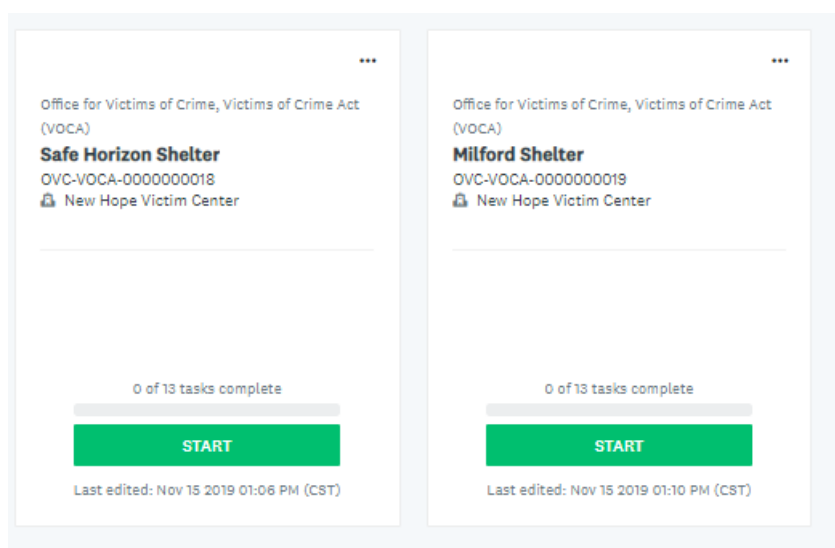 •••
Office for Victims of Crime, Victims of Crime Act
(VOCA)
Safe Horizon Shelter
OVC-VOCA-0000000018
New Hope Victim Center
0 of 13 tasks complete
START
Last edited: Nov 15 2019 01:06 PM (CST)
•••
Office for Victims of Crime, Victims of Crime Act
(VOCA)
Milford Shelter
OVC-VOCA-0000000019
New Hope Victim Center
0 of 13 tasks complete
START
Last edited: Nov 15 2019 01:10 PM (CST)